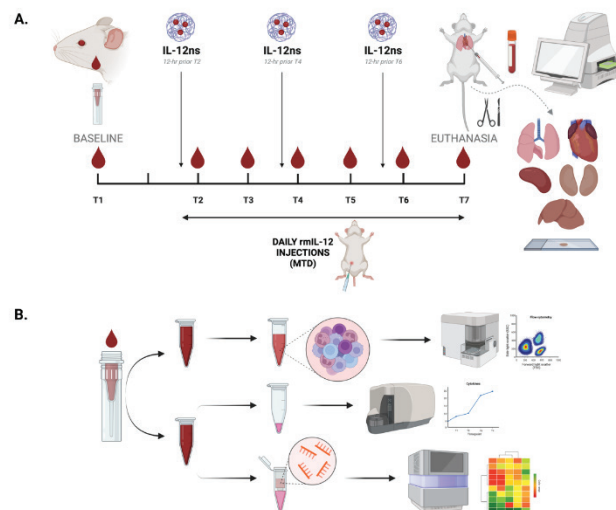 A.
IL-12ns
12-hr prior T2
IL-12ns
12-hr prior T4
IL-12ns
12-hr prior T6
BASELINE
EUTHANASIA
T1
T2
T3
T4
T5
T6
T7
DAILY rmIL-12
INJECTIONS
(MTD)
B.
Flow cytometry
Cytokines